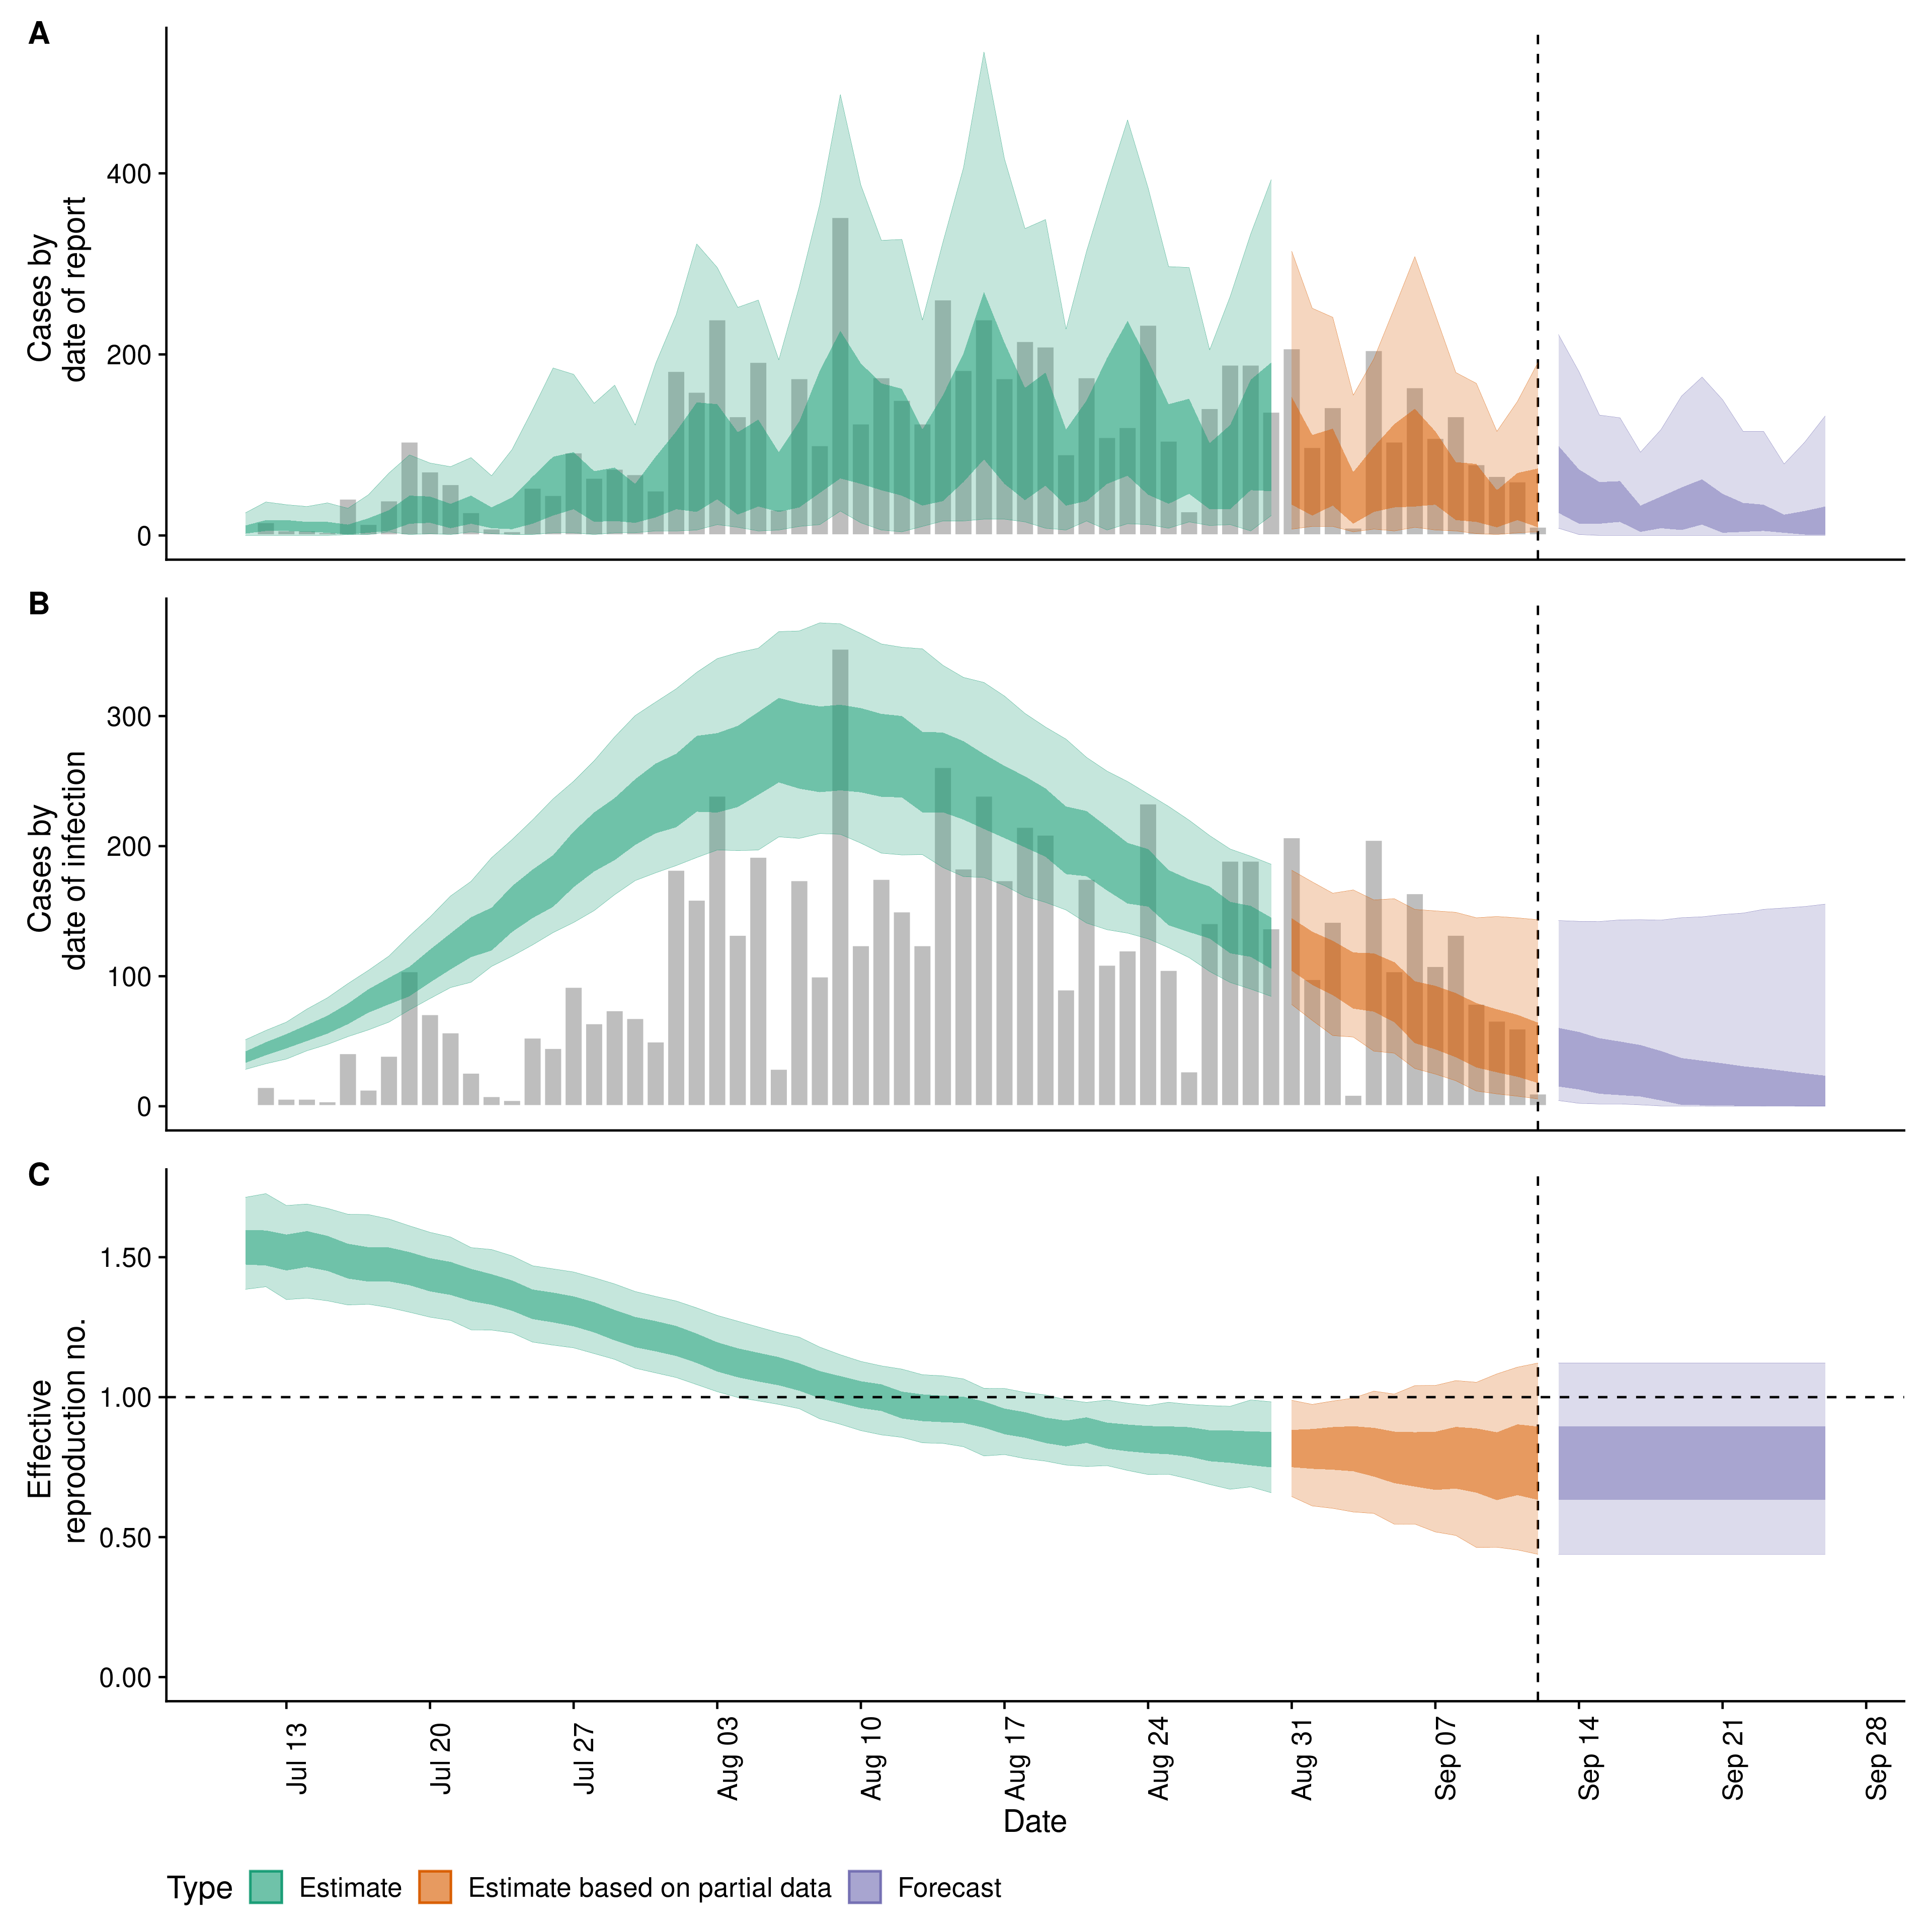 A
Cases by
date of report
400
200
0
B
Cases by
date of infection
300
200
100
0
C
Effective
reproduction no.
1.50
1.00
0.50
0.00
Jul 13
Jul 20
Jul 27
Aug 03
Aug 10
Aug 17
Aug 24
Aug 31
Sep 07
Sep 14
Sep 21
Sep 28
Date
Type Estimate Estimate based on partial data Forecast